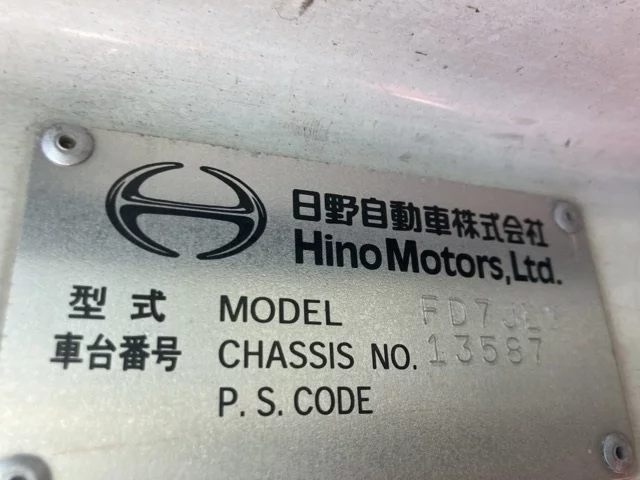 日野自動車株式会社
Hino Motors, Ltd.
型式 MODEL
車台番号 CHASSIS NO. 13587
P. S. CODE